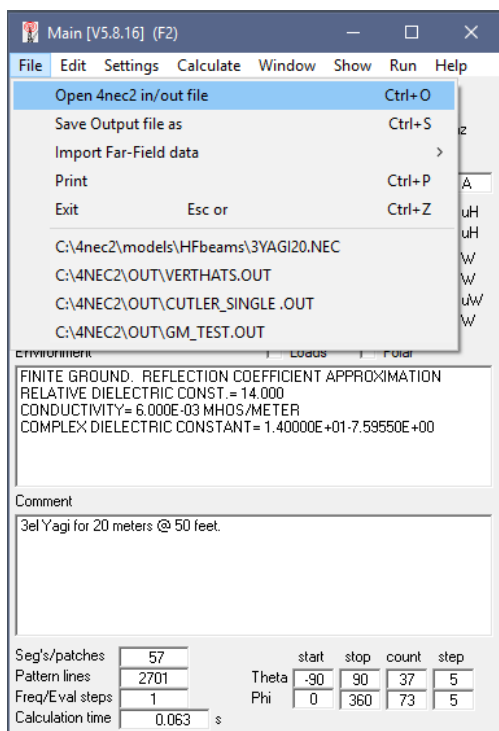 Main [V5.8.16] (F2)
File Edit Settings Calculate Window Show Run Help
Open 4nec2 in/out file Ctrl+O
Save Output file as Ctrl+S
Import Far-Field data >
Print Ctrl+P
Exit Esc or Ctrl+Z
C:\4nec2\models\HFbeams\3YAGI20.NEC
C:\4NEC2\OUT\VERTHATS.OUT
C:\4NEC2\OUT\CUTLER_SINGLE .OUT
C:\4NEC2\OUT\GM_TEST.OUT
A
uH
uH
W
W
uW
W
Environment Loads Polar
FINITE GROUND. REFLECTION COEFFICIENT APPROXIMATION
RELATIVE DIELECTRIC CONST.= 14.000
CONDUCTIVITY= 6.000E-03 MHOS/METER
COMPLEX DIELECTRIC CONSTANT= 1.40000E+01-7.59550E+00
Comment
3el Yagi for 20 meters @ 50 feet.
Seg's/patches 57 start stop count step
Pattern lines 2701 Theta -90 90 37 5
Freq/Eval steps 1 Phi 0 360 73 5
Calculation time 0.063 s